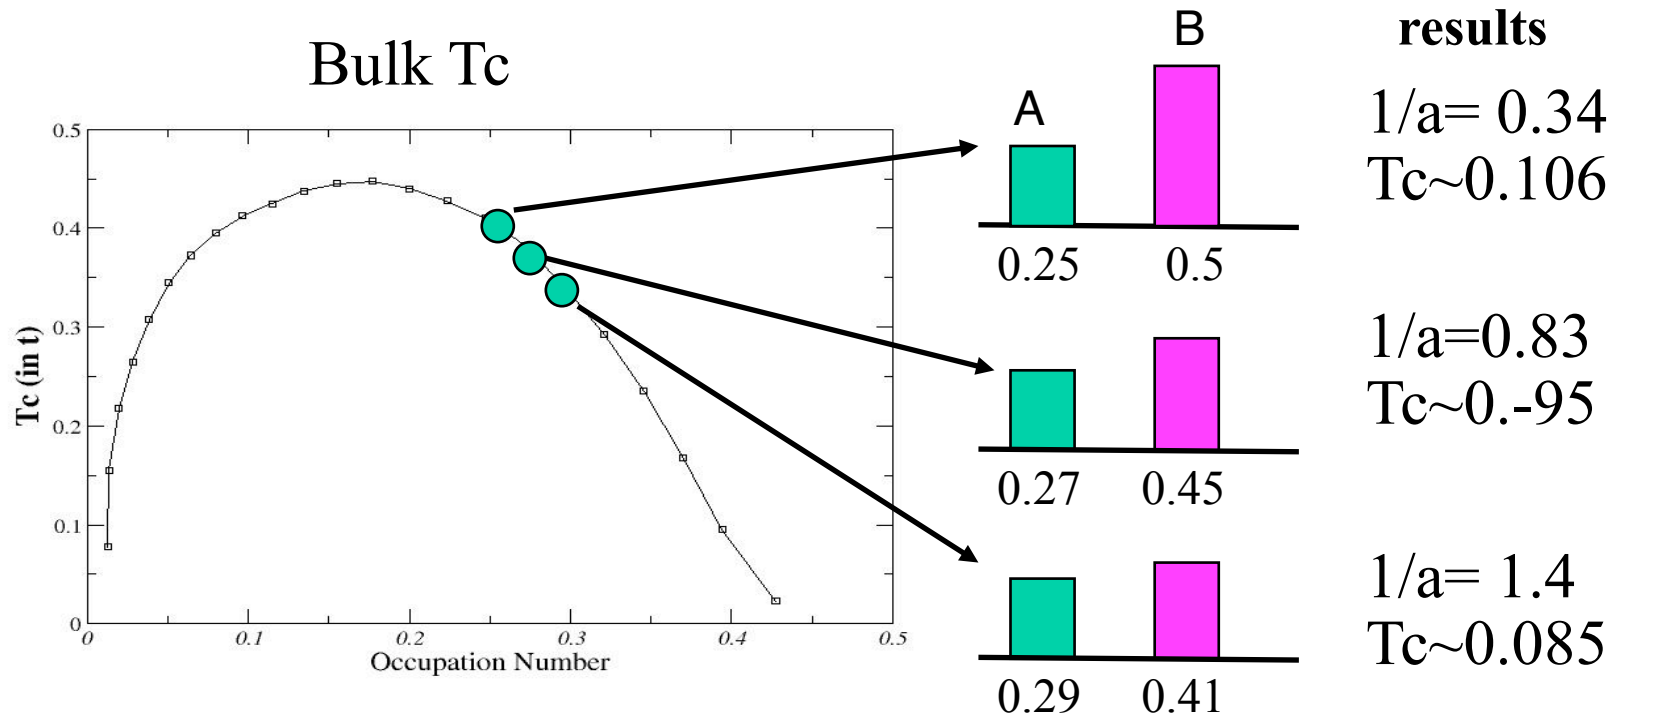 Bulk Tc
Tc (in t)
0.5
0.4
0.3
0.2
0.1
0
0 0.1 0.2 0.3 0.4 0.5
Occupation Number
A
B
0.25 0.5
0.27 0.45
0.29 0.41
results
1/a= 0.34
Tc~0.106
1/a=0.83
Tc~0.-95
1/a= 1.4
Tc~0.085